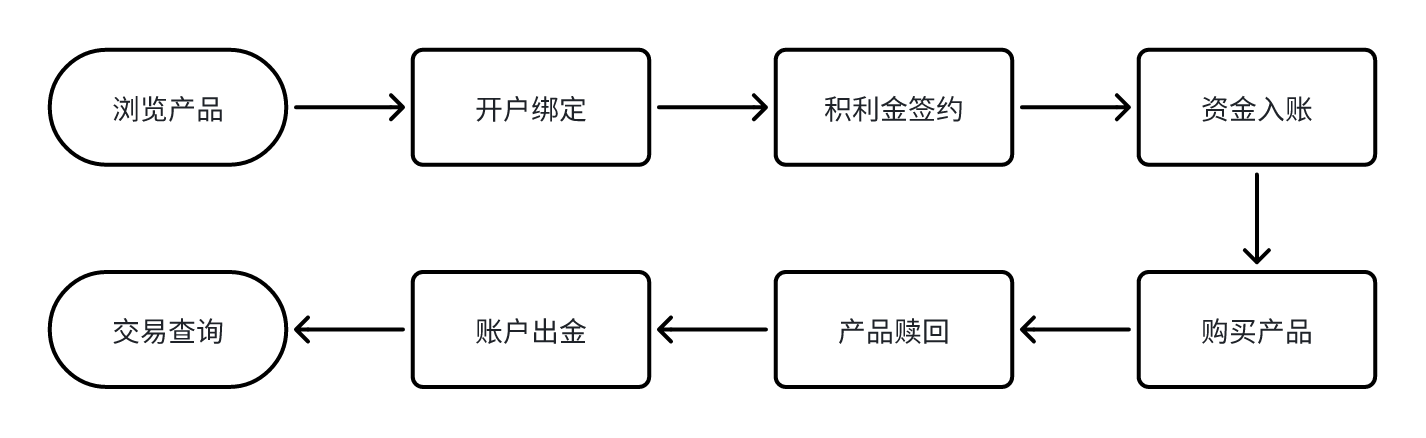 浏览产品
开户绑定
积利金签约
资金入账
购买产品
产品赎回
账户出金
交易查询